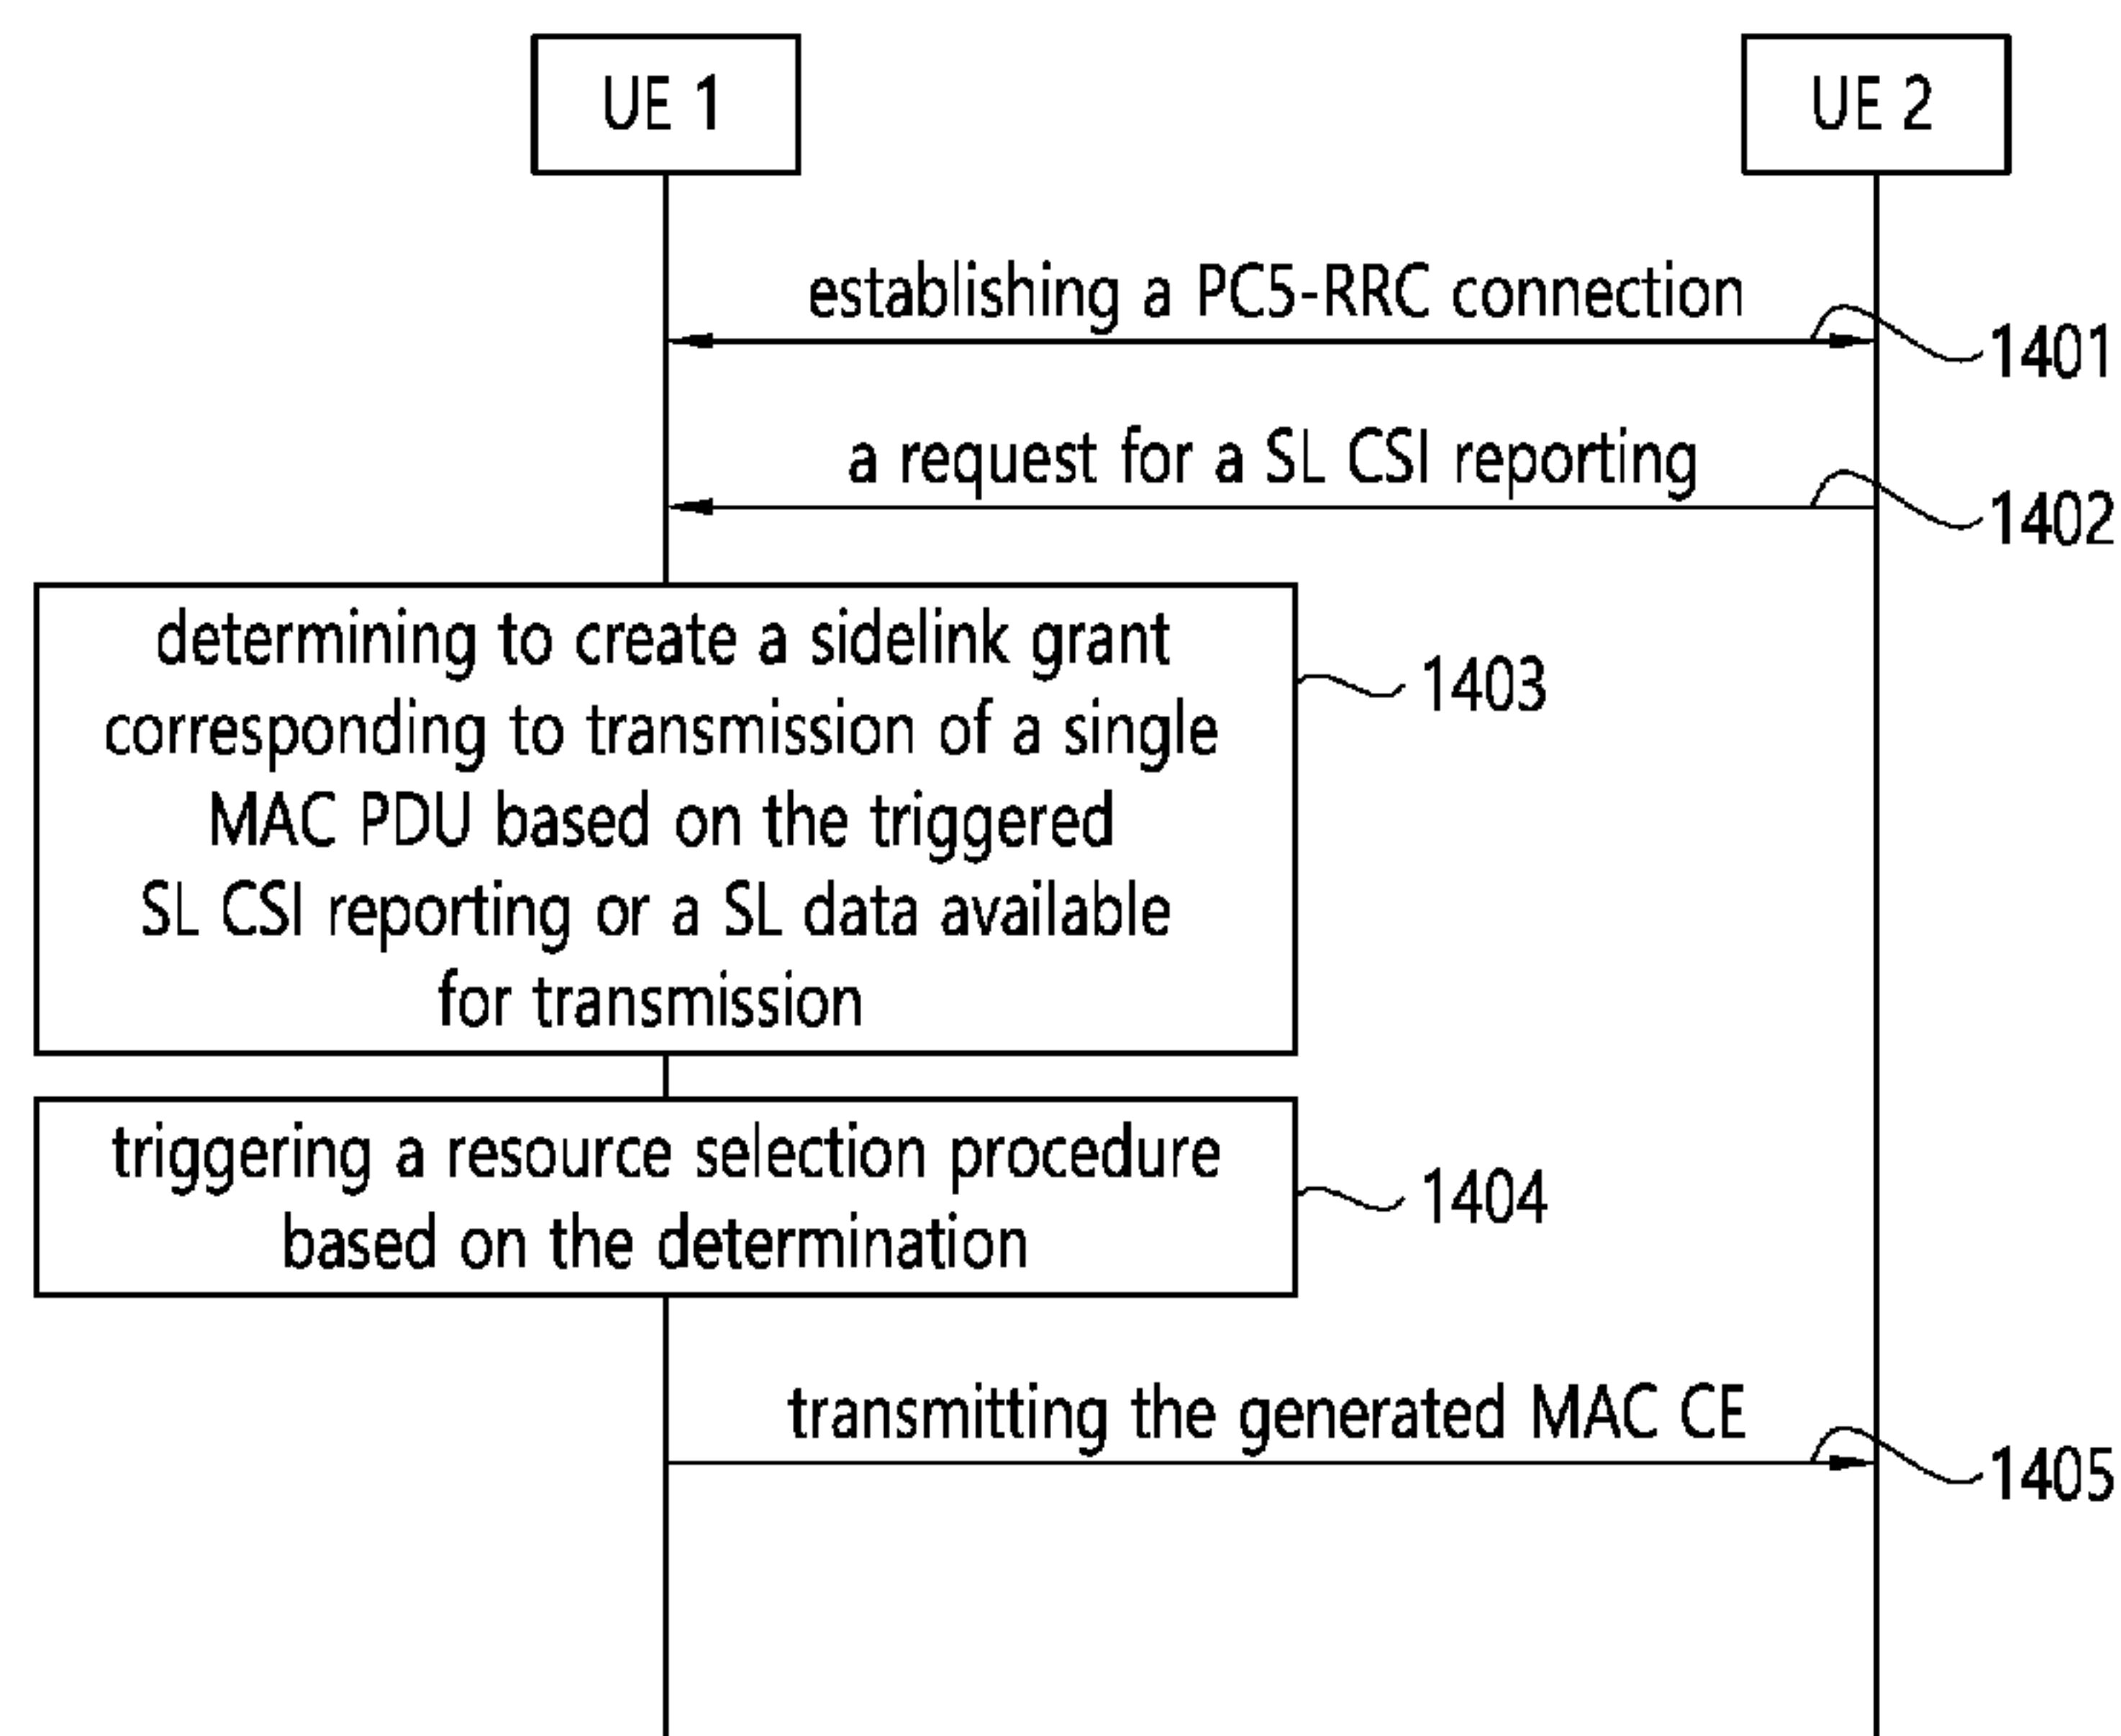 UE 1
UE 2
establishing a PC5-RRC connection
1401
a request for a SL CSI reporting
1402
determining to create a sidelink grant
corresponding to transmission of a single
MAC PDU based on the triggered
SL CSI reporting or a SL data available
for transmission
1403
triggering a resource selection procedure
based on the determination
1404
transmitting the generated MAC CE
1405